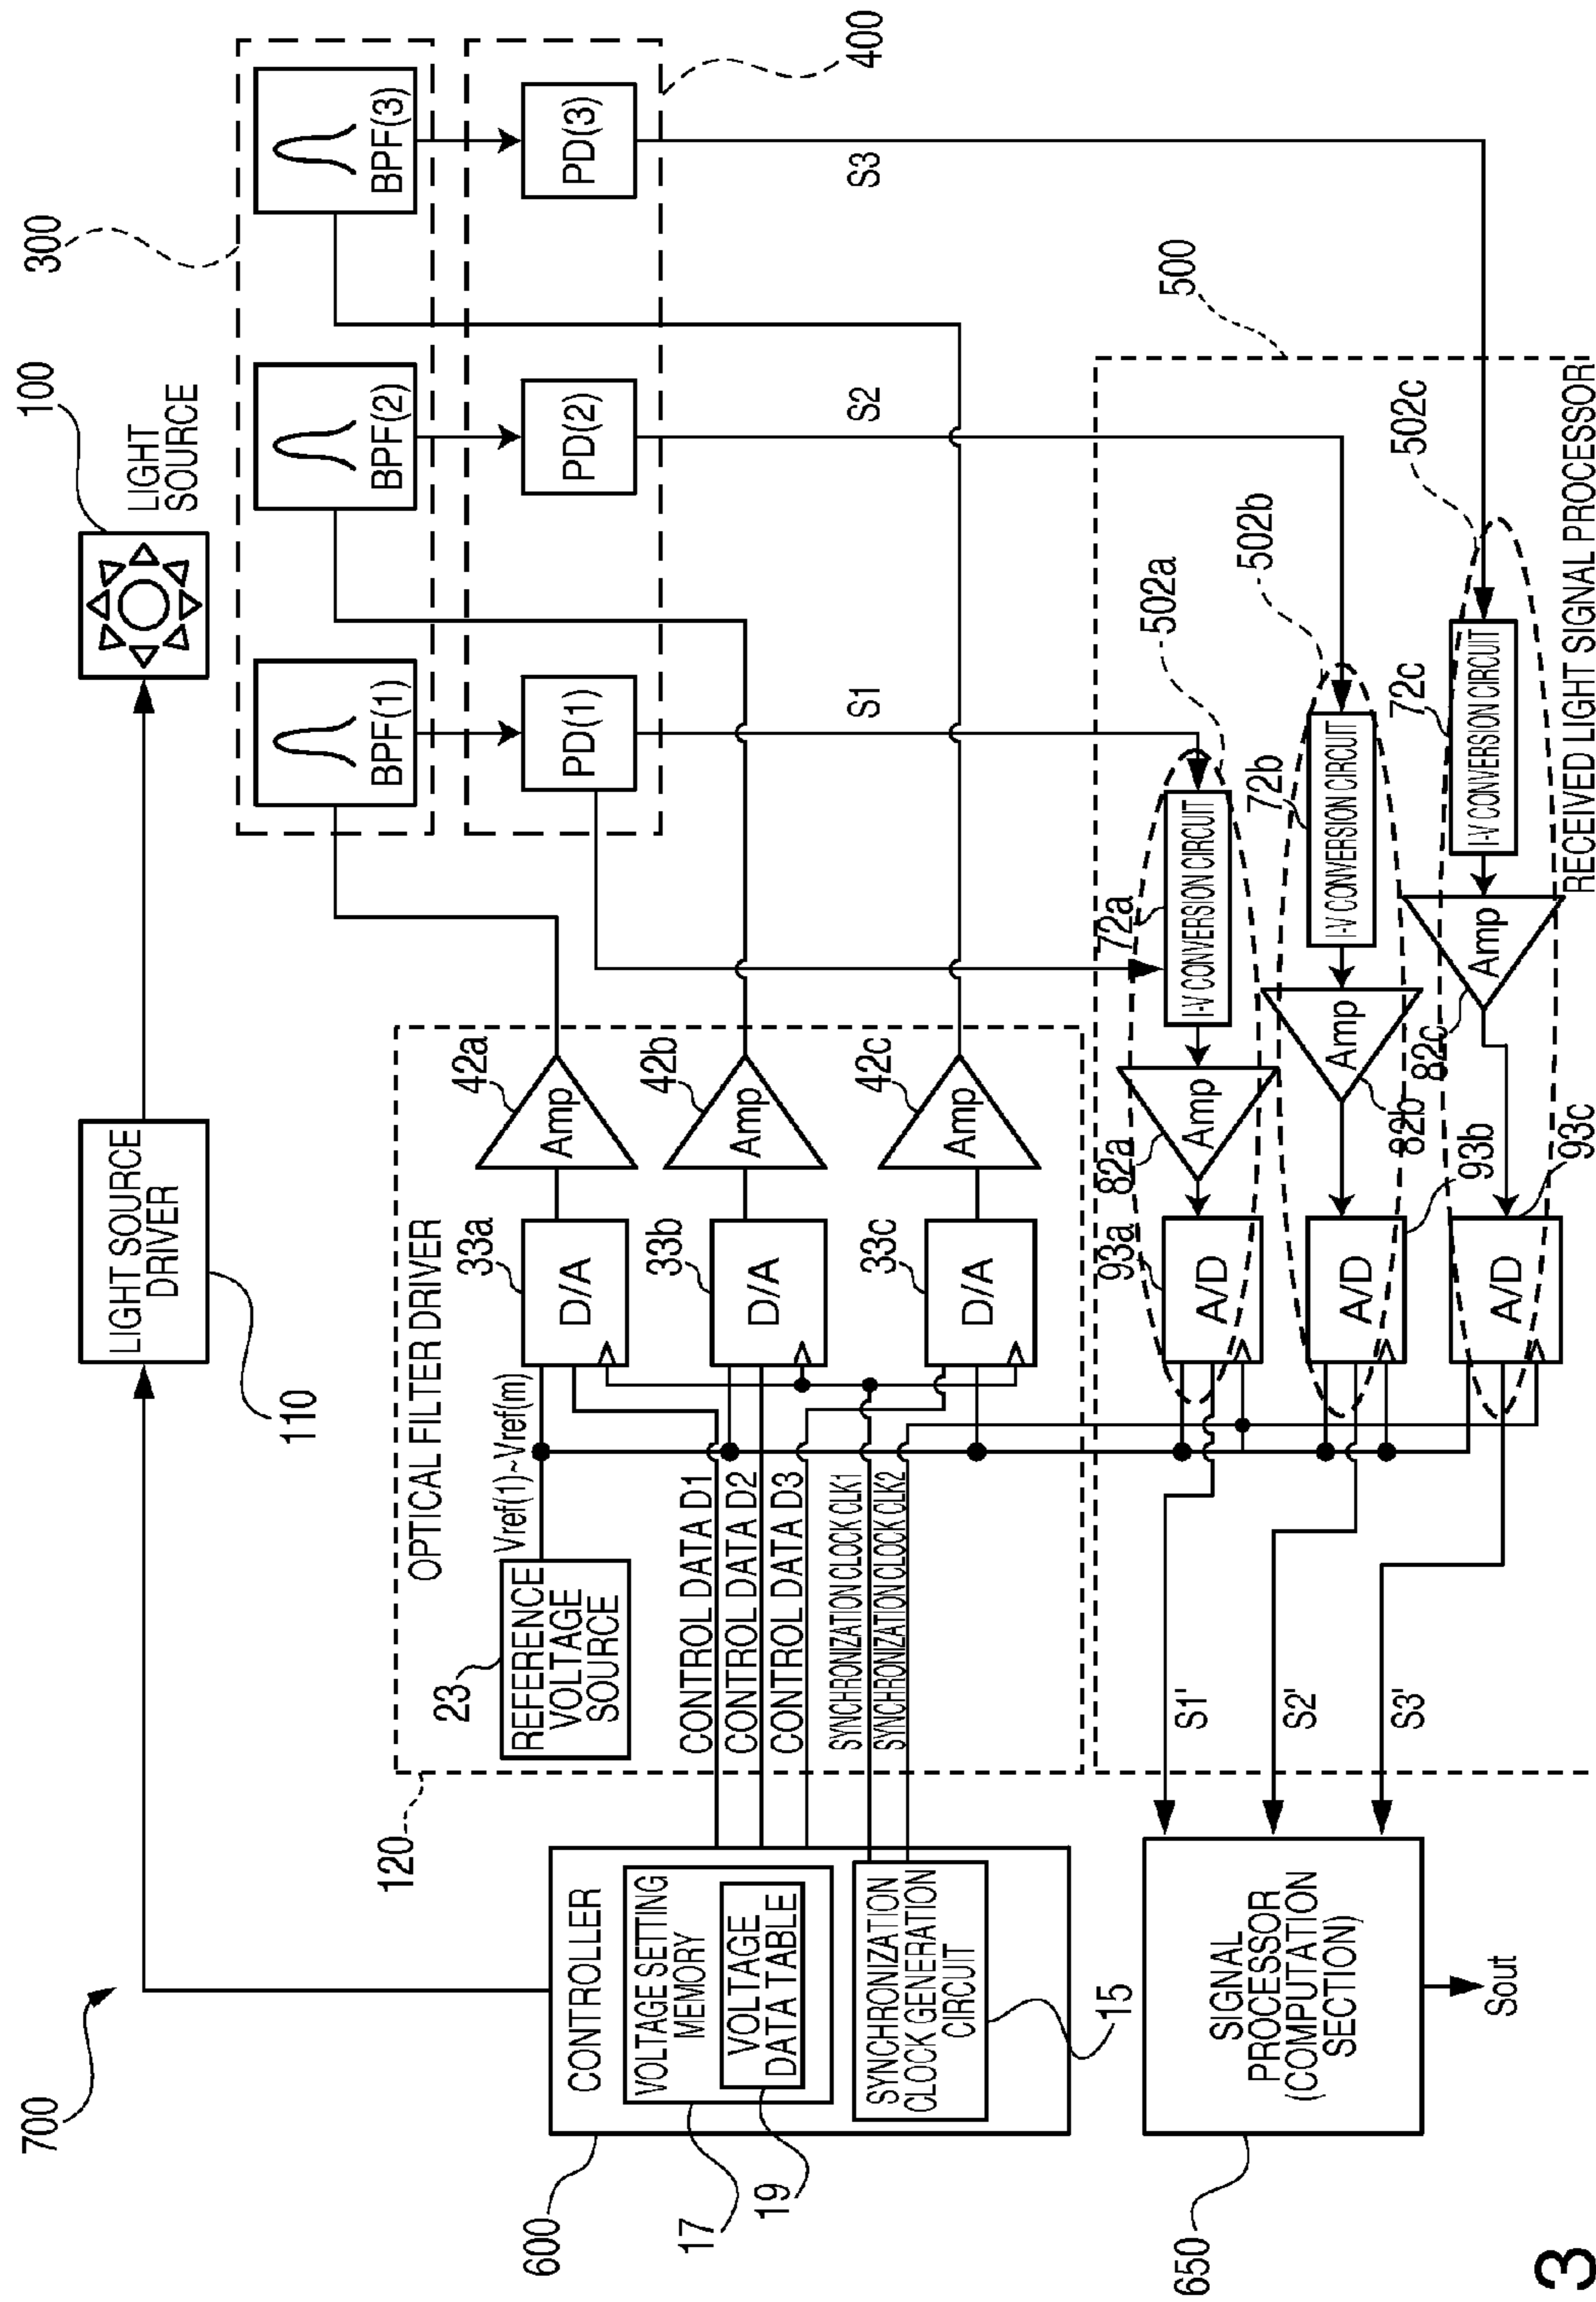 700
LIGHT SOURCE
DRIVER
110
100
LIGHT
SOURCE
300
BPF(1)
BPF(2)
BPF(3)
400
PD(1)
PD(2)
PD(3)
S1
S2
S3
120
OPTICAL FILTER DRIVER
23
REFERENCE
VOLTAGE
SOURCE
Vref(1)~Vref(m)
33a
D/A
42a
Amp
33b
D/A
42b
Amp
33c
D/A
42c
Amp
CONTROL DATA D1
CONTROL DATA D2
CONTROL DATA D3
SYNCHRONIZATION CLOCK CLK1
SYNCHRONIZATION CLOCK CLK2
600
CONTROLLER
17
VOLTAGE SETTING
MEMORY
19
VOLTAGE
DATA TABLE
SYNCHRONIZATION
CLOCK GENERATION
CIRCUIT
15
500
502a
72a
I-V CONVERSION CIRCUIT
82a
Amp
93a
A/D
502b
72b
I-V CONVERSION CIRCUIT
82b
Amp
93b
A/D
502c
72c
I-V CONVERSION CIRCUIT
82c
Amp
93c
A/D
RECEIVED LIGHT SIGNAL PROCESSOR
S1'
S2'
S3'
650
SIGNAL
PROCESSOR
(COMPUTATION
SECTION)
Sout
3